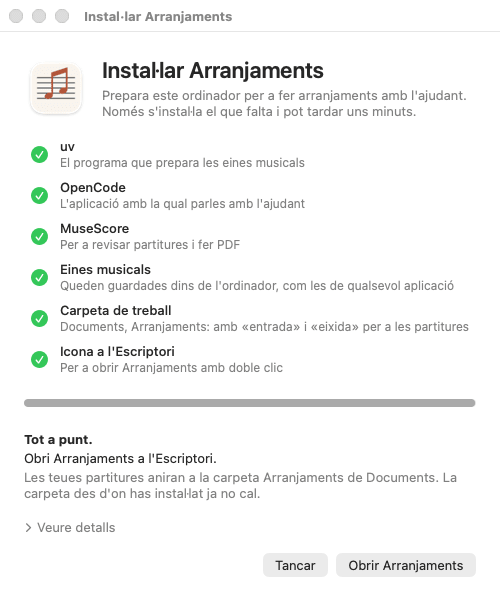 Instal·lar Arranjaments
Instal·lar Arranjaments
Prepara este ordinador per a fer arranjaments amb l'ajudant.
Només s'instal·la el que falta i pot tardar uns minuts.
uv
El programa que prepara les eines musicals
OpenCode
L'aplicació amb la qual parles amb l'ajudant
MuseScore
Per a revisar partitures i fer PDF
Eines musicals
Queden guardades dins de l'ordinador, com les de qualsevol aplicació
Carpeta de treball
Documents, Arranjaments: amb «entrada» i «eixida» per a les partitures
Icona a l'Escriptori
Per a obrir Arranjaments amb doble clic
Tot a punt.
Obri Arranjaments a l'Escriptori.
Les teues partitures aniran a la carpeta Arranjaments de Documents. La
carpeta des d'on has instal·lat ja no cal.
Veure detalls
Tancar
Obrir Arranjaments